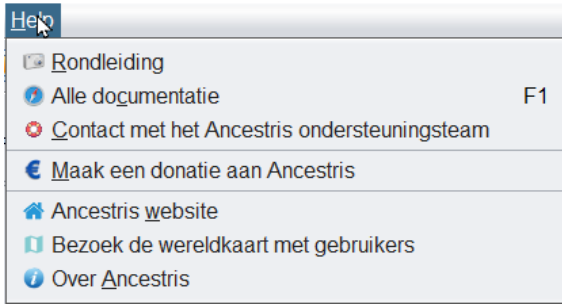 Help
Rondleiding
Alle documentatie F1
Contact met het Ancestris ondersteuningsteam
Maak een donatie aan Ancestris
Ancestris website
Bezoek de wereldkaart met gebruikers
Over Ancestris